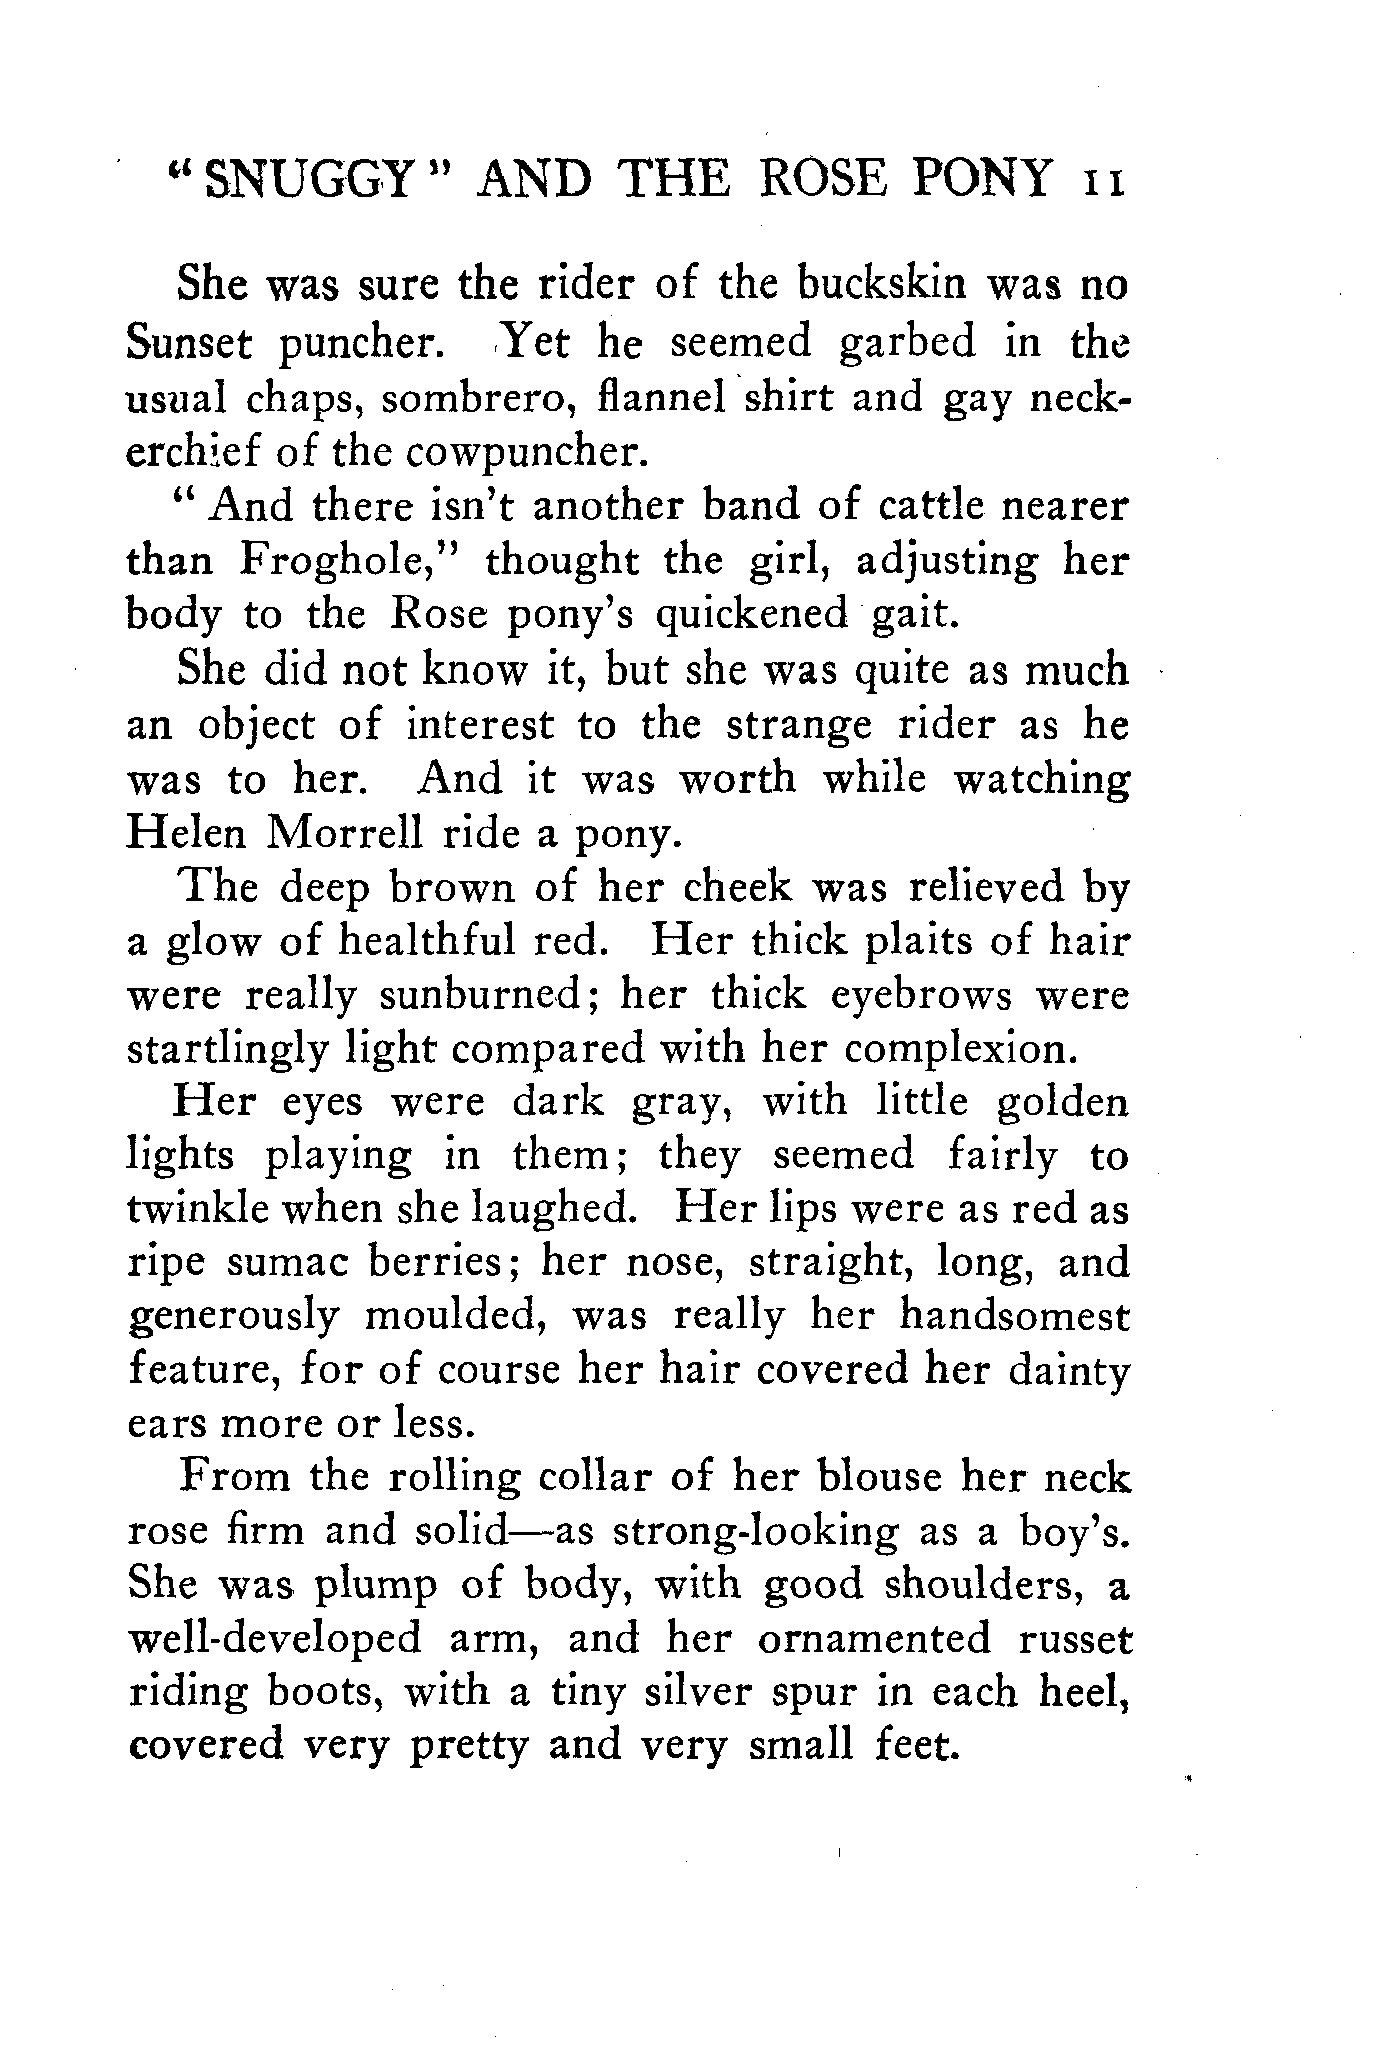 “ SNUGGY ” AND THE ROSE PONY 11
She was sure the rider of the buckskin was no
Sunset puncher. Yet he seemed garbed in the
usual chaps, sombrero, flannel shirt and gay neck-
erchief of the cowpuncher.
“ And there isn’t another band of cattle nearer
than Froghole,” thought the girl, adjusting her
body to the Rose pony’s quickened gait.
She did not know it, but she was quite as much
an object of interest to the strange rider as he
was to her. And it was worth while watching
Helen Morrell ride a pony.
The deep brown of her cheek was relieved by
a glow of healthful red. Her thick plaits of hair
were really sunburned; her thick eyebrows were
startlingly light compared with her complexion.
Her eyes were dark gray, with little golden
lights playing in them; they seemed fairly to
twinkle when she laughed. Her lips were as red as
ripe sumac berries; her nose, straight, long, and
generously moulded, was really her handsomest
feature, for of course her hair covered her dainty
ears more or less.
From the rolling collar of her blouse her neck
rose firm and solid—as strong-looking as a boy’s.
She was plump of body, with good shoulders, a
well-developed arm, and her ornamented russet
riding boots, with a tiny silver spur in each heel,
covered very pretty and very small feet.